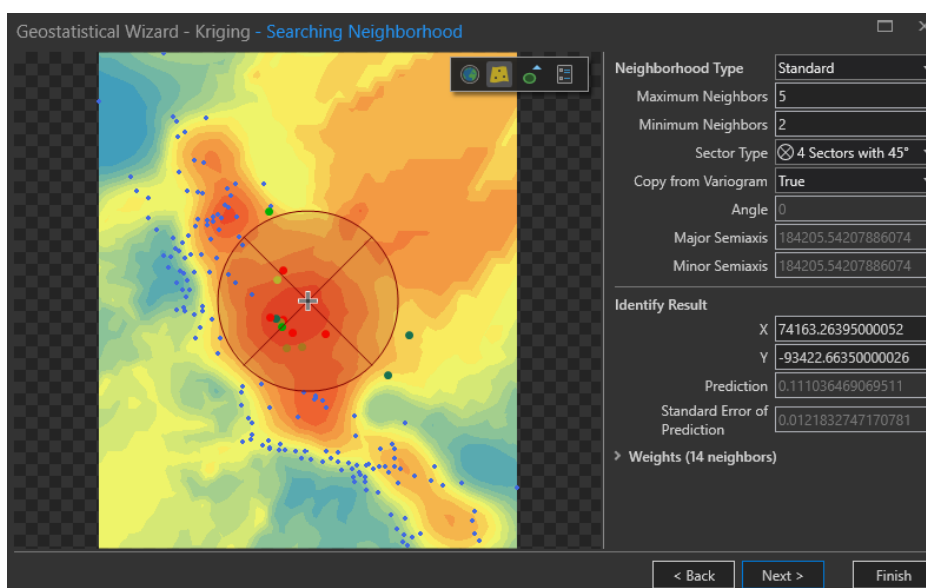 Geostatistical Wizard - Kriging - Searching Neighborhood
Neighborhood Type Standard
Maximum Neighbors 5
Minimum Neighbors 2
Sector Type 4 Sectors with 45°
Copy from Variogram True
Angle 0
Major Semiaxis 184205.54207886074
Minor Semiaxis 184205.54207886074
Identify Result
X 74163.26395000052
Y -93422.66350000026
Prediction 0.111036469069511
Standard Error of
Prediction 0.0121832747170781
> Weights (14 neighbors)
< Back Next > Finish